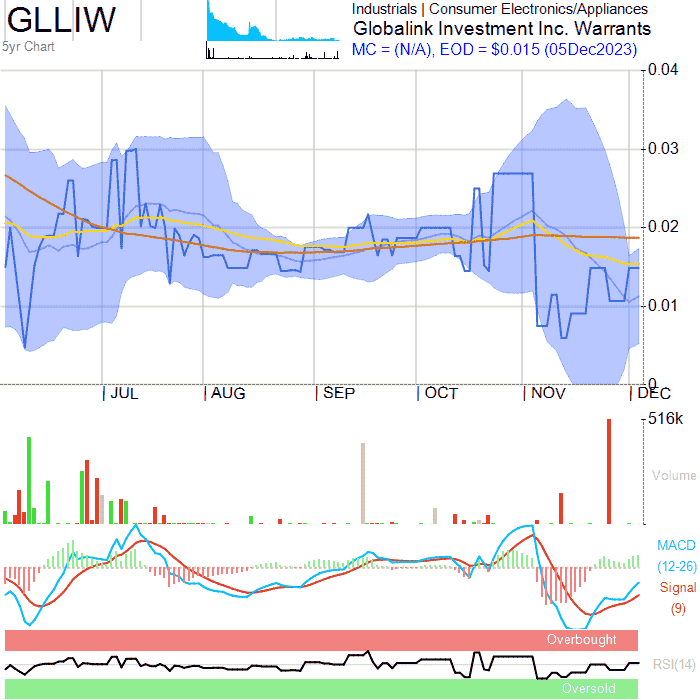 GLLIW
5yr Chart
Industrials | Consumer Electronics/Appliances
Globalink Investment Inc. Warrants
MC = (N/A), EOD = $0.015 (05Dec2023)
0.04
0.03
0.02
0.01
0
JUL
AUG
SEP
OCT
NOV
DEC
516k
Volume
MACD
(12-26)
Signal
(9)
Overbought
RSI(14)
Oversold